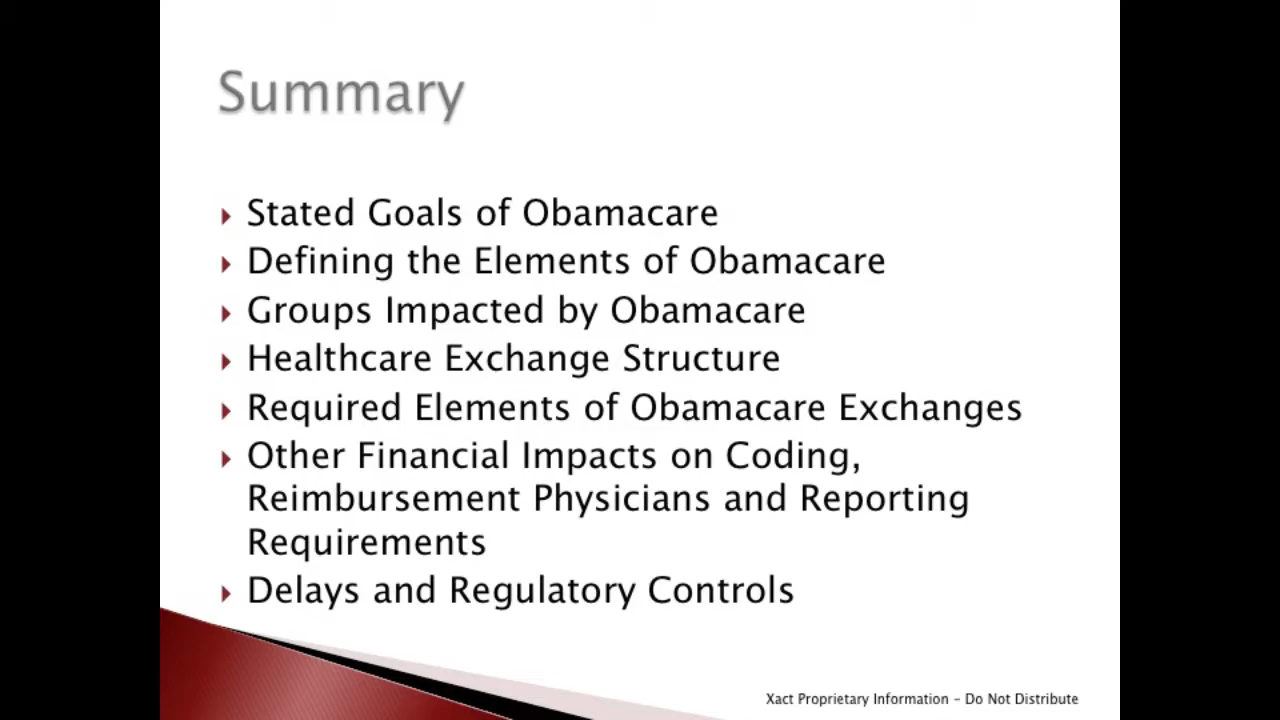 Summary
Stated Goals of Obamacare
Defining the Elements of Obamacare
Groups Impacted by Obamacare
Healthcare Exchange Structure
Required Elements of Obamacare Exchanges
Other Financial Impacts on Coding,
Reimbursement Physicians and Reporting
Requirements
Delays and Regulatory Controls
Xact Proprietary Information – Do Not Distribute